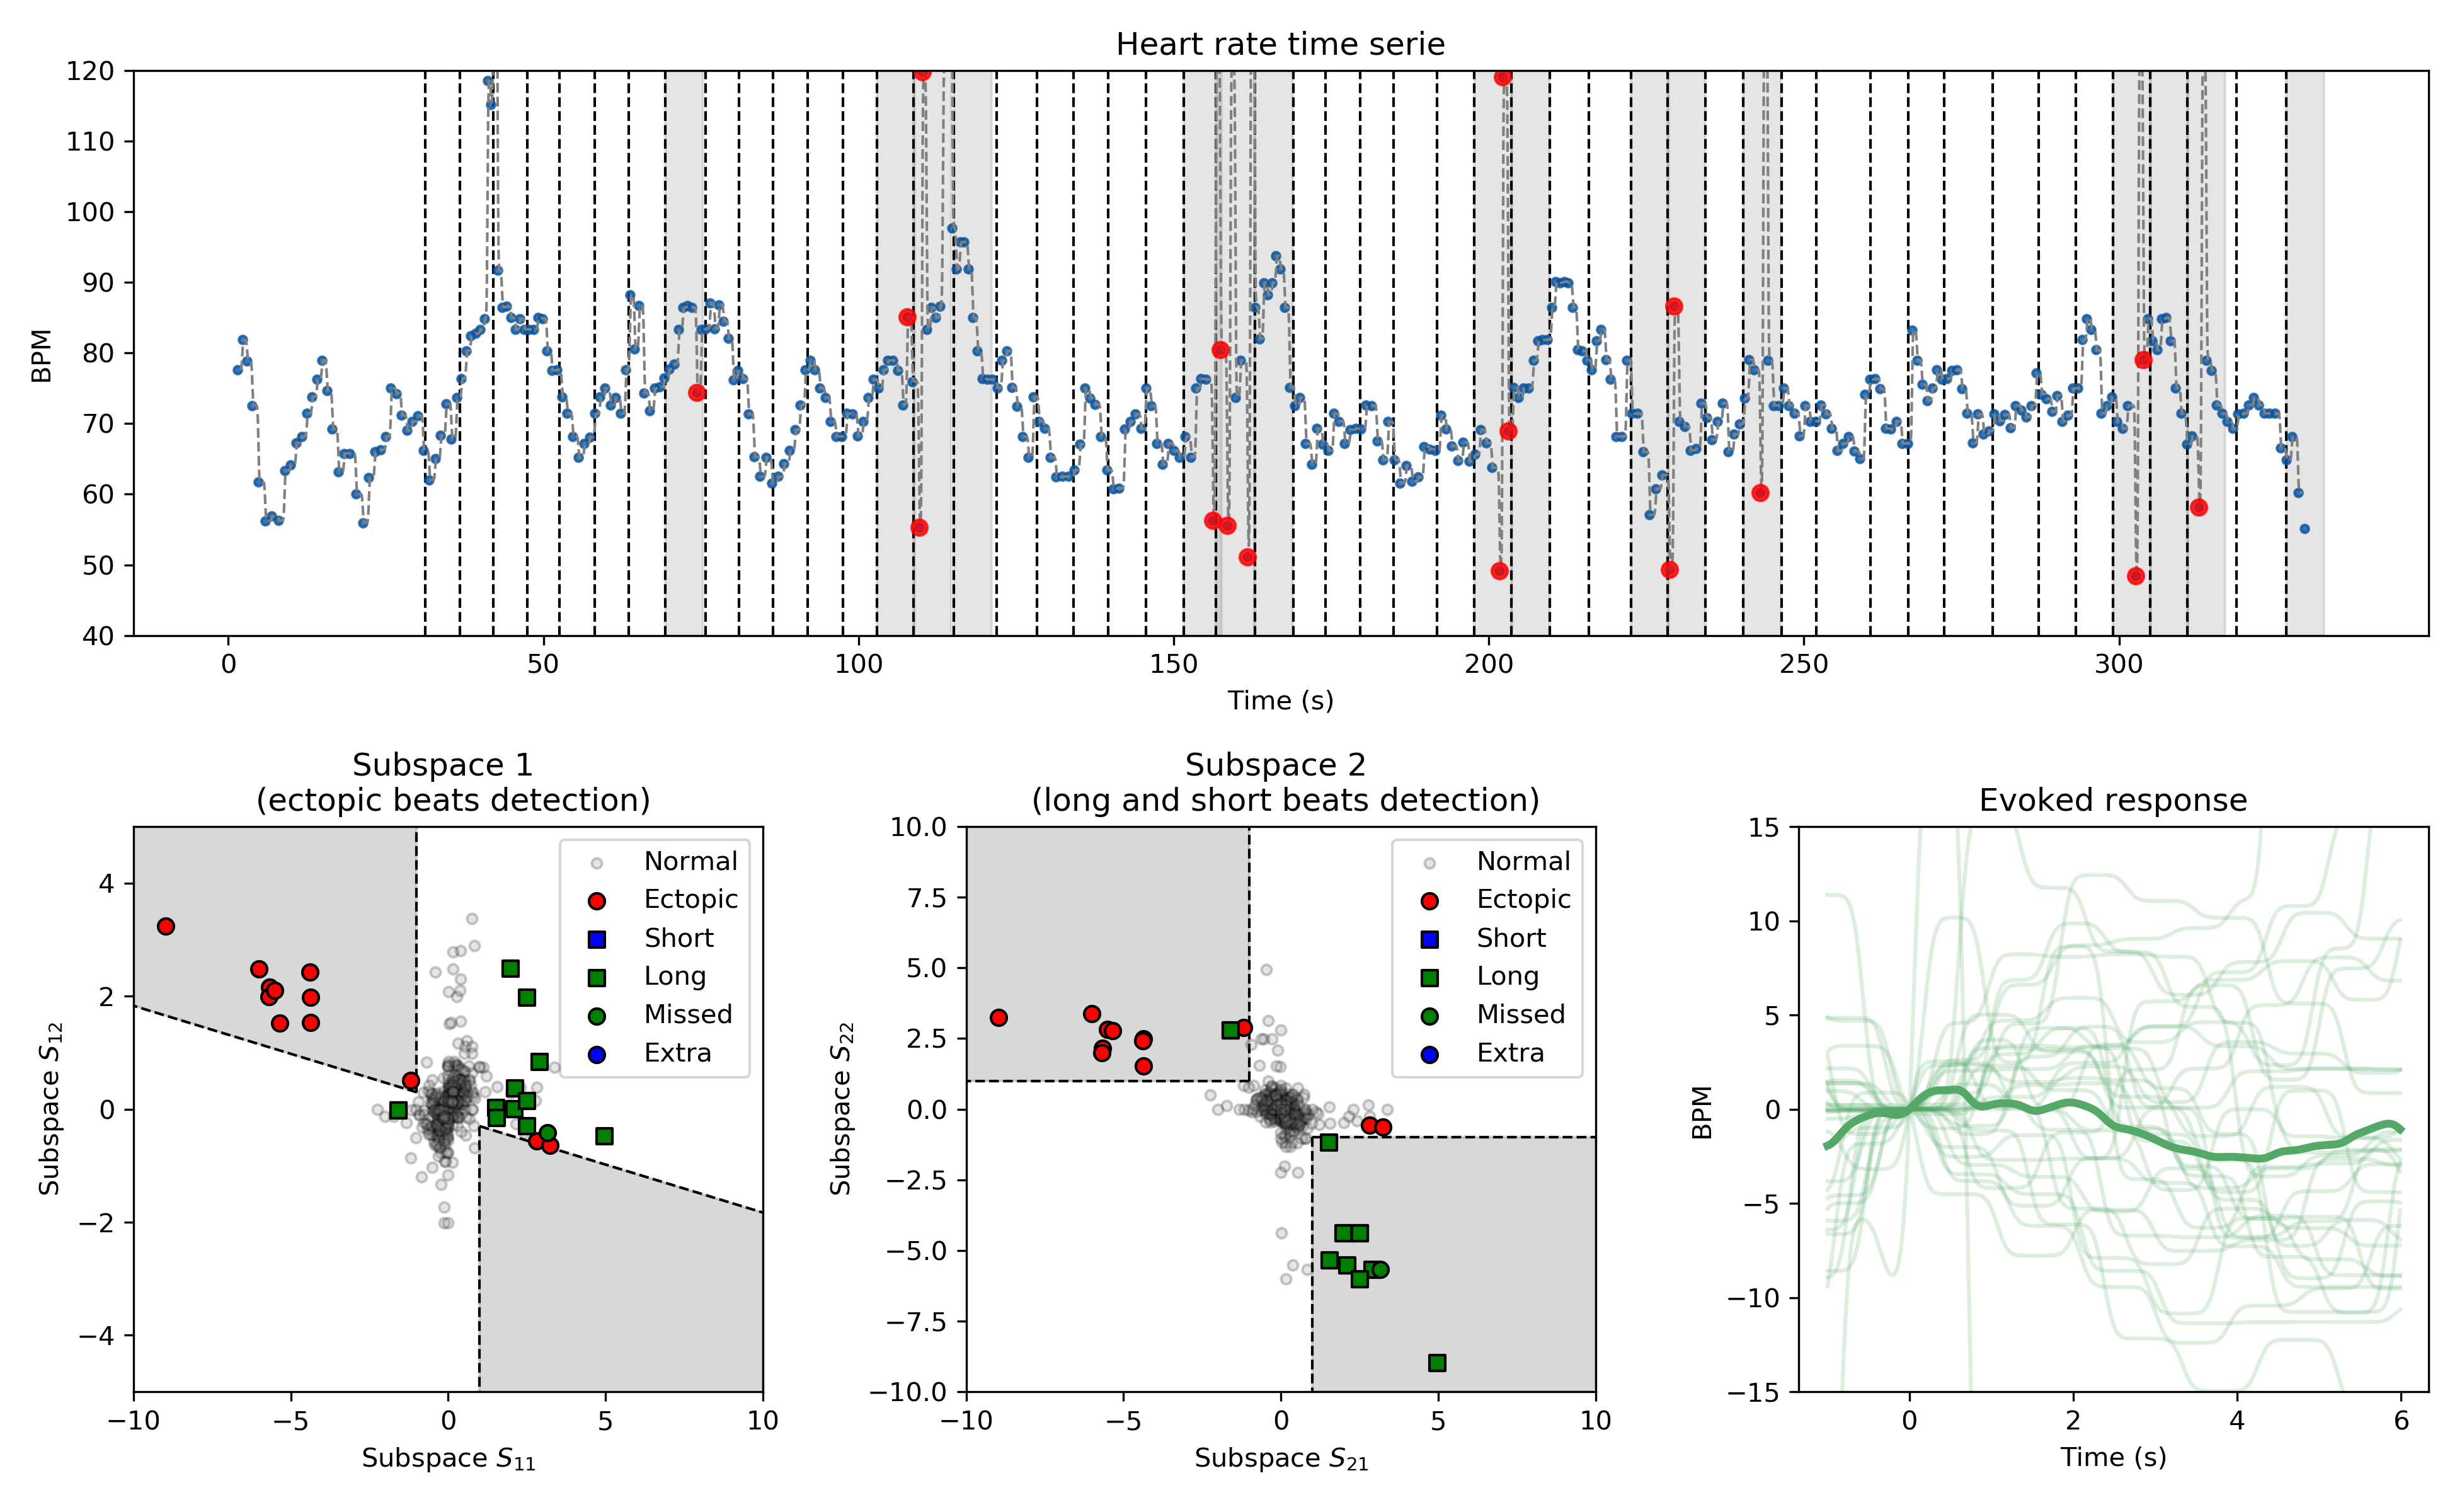 Heart rate time serie
120
110
100
90
80
70
60
50
40
BPM
0 50 100 150 200 250 300
Time (s)
Subspace 1
(ectopic beats detection)
4
2
0
−2
−4
Subspace S₁₂
Normal
Ectopic
Short
Long
Missed
Extra
−10 −5 0 5 10
Subspace S₁₁
Subspace 2
(long and short beats detection)
10.0
7.5
5.0
2.5
0.0
−2.5
−5.0
−7.5
−10.0
Subspace S₂₂
Normal
Ectopic
Short
Long
Missed
Extra
−10 −5 0 5 10
Subspace S₂₁
Evoked response
15
10
5
0
−5
−10
−15
BPM
0 2 4 6
Time (s)